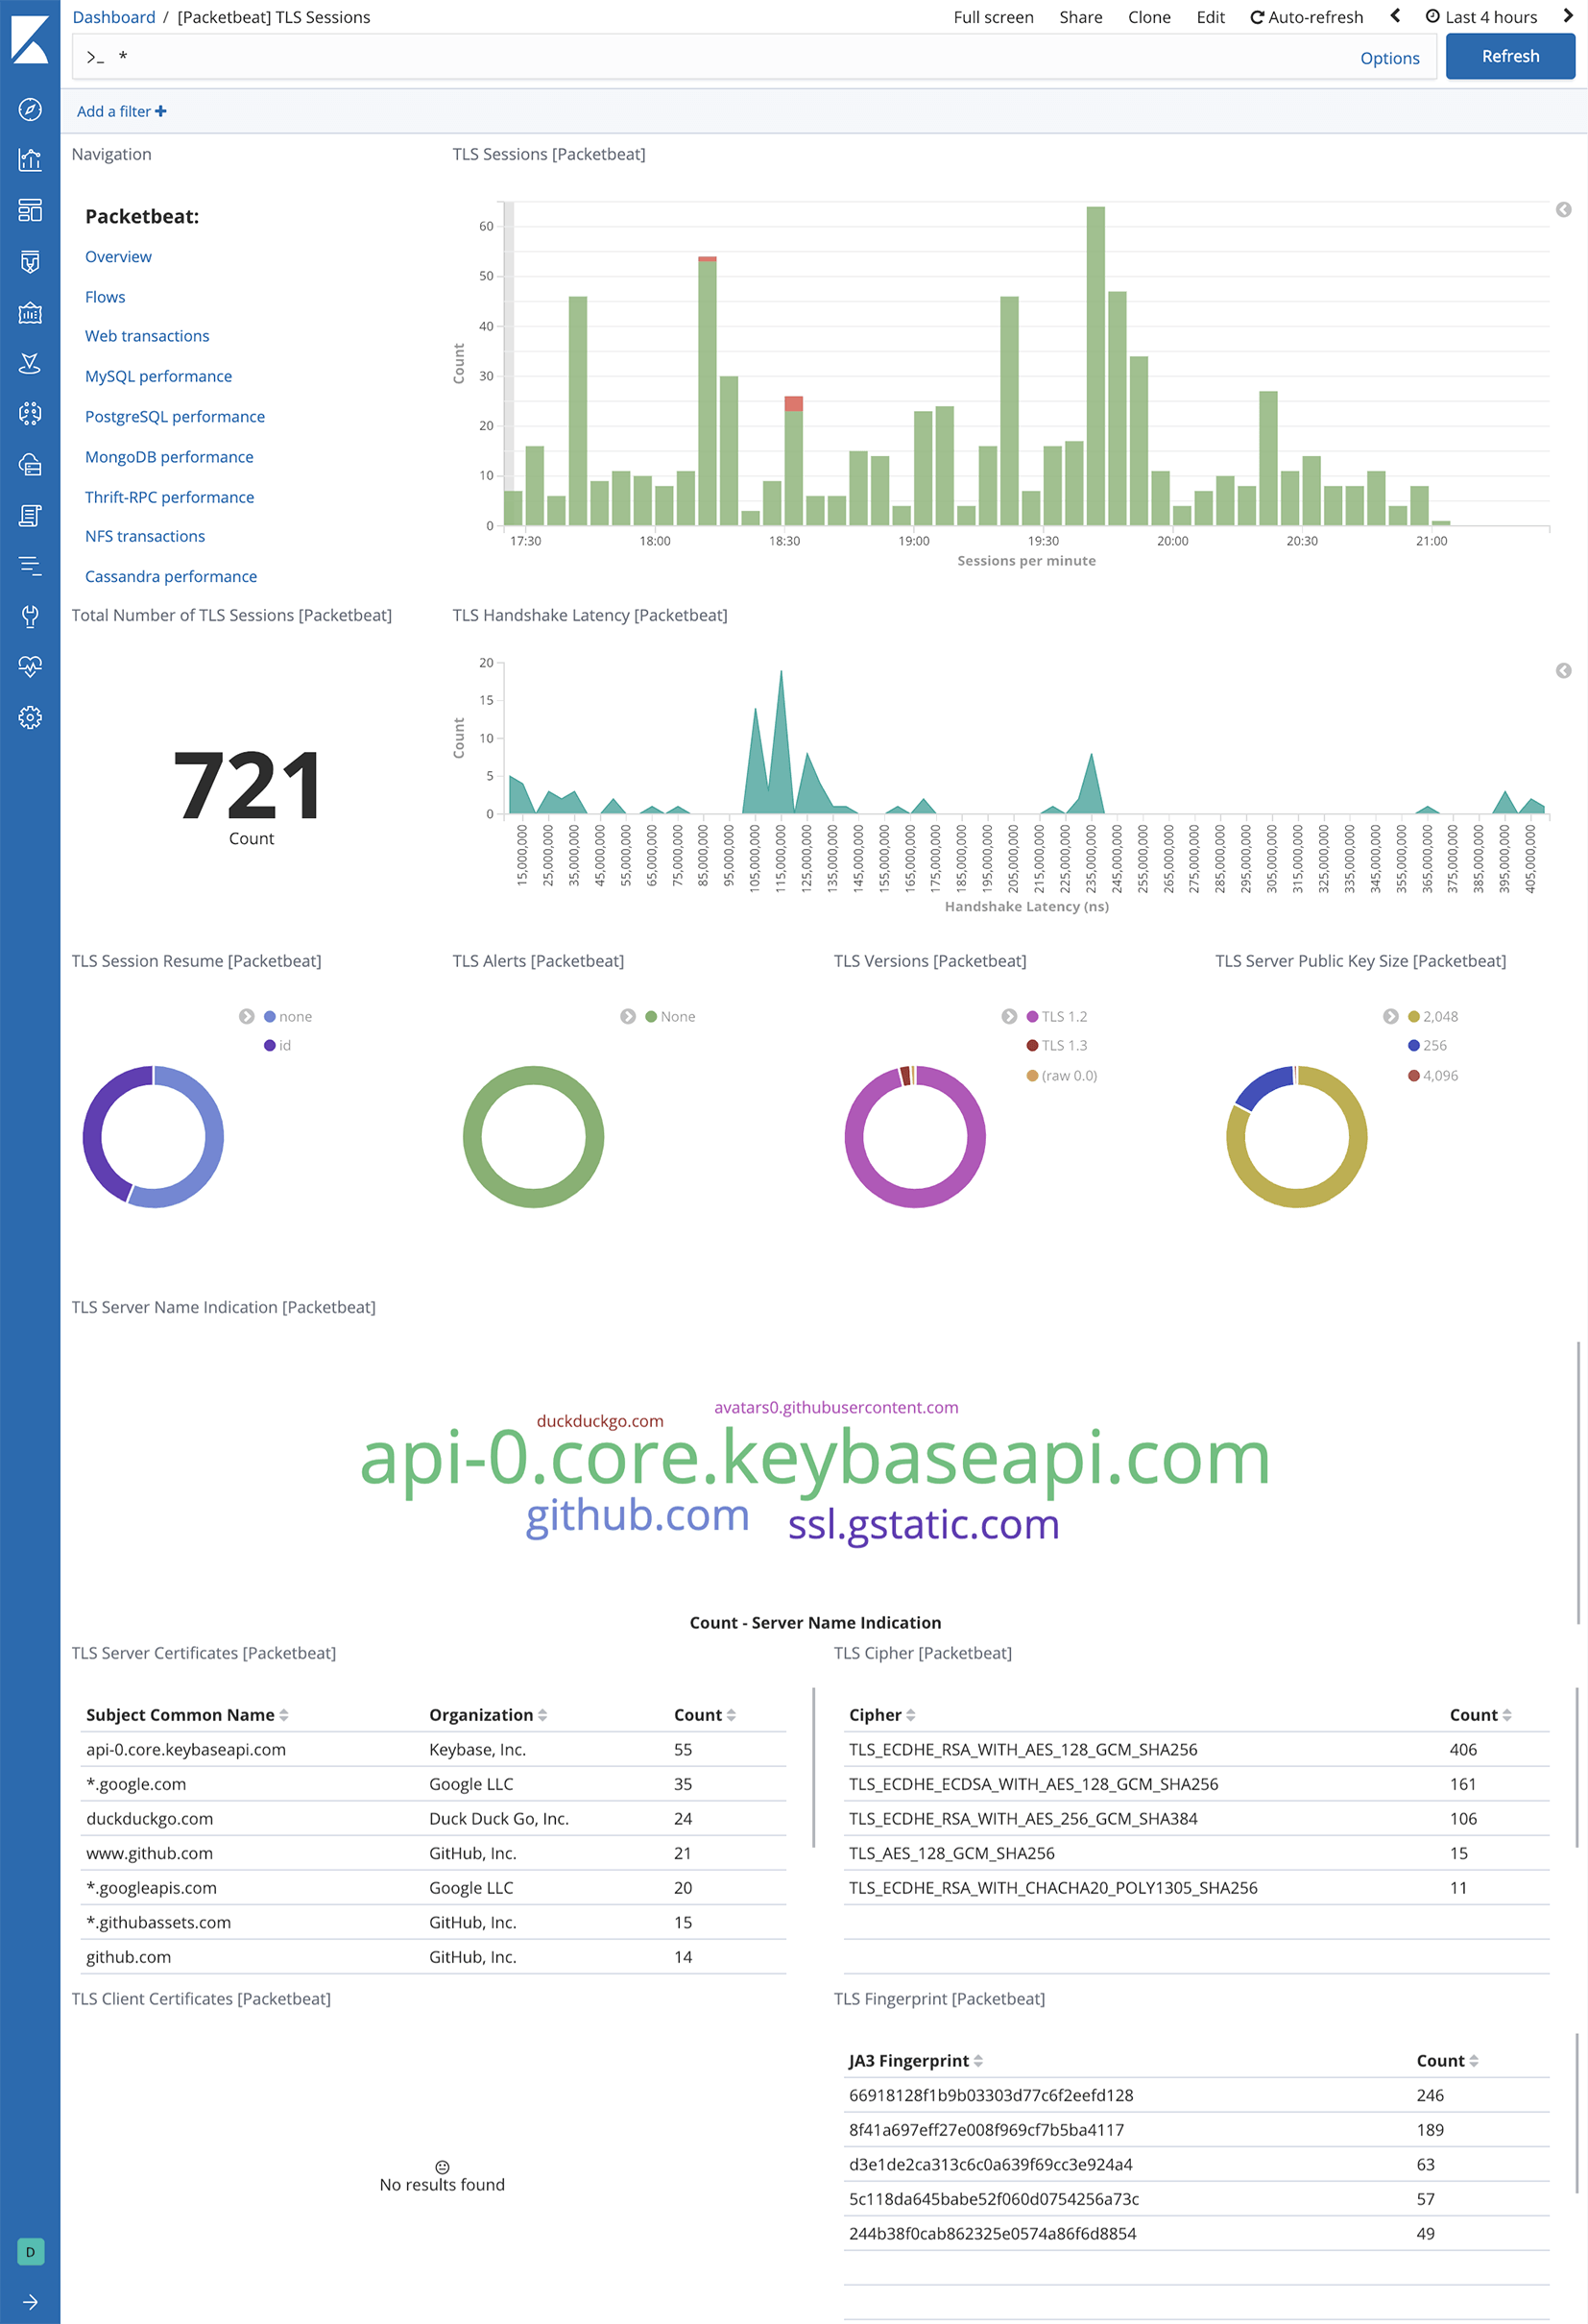 Dashboard / [Packetbeat] TLS Sessions
Full screen Share Clone Edit Auto-refresh Last 4 hours
>_ *
Options
Refresh
Add a filter +
Navigation
Packetbeat:
Overview
Flows
Web transactions
MySQL performance
PostgreSQL performance
MongoDB performance
Thrift-RPC performance
NFS transactions
Cassandra performance
TLS Sessions [Packetbeat]
Count
60
50
40
30
20
10
0
17:30 18:00 18:30 19:00 19:30 20:00 20:30 21:00
Sessions per minute
Total Number of TLS Sessions [Packetbeat]
721
Count
TLS Handshake Latency [Packetbeat]
Count
20
15
10
5
0
15,000,000
25,000,000
35,000,000
45,000,000
55,000,000
65,000,000
75,000,000
85,000,000
95,000,000
105,000,000
115,000,000
125,000,000
135,000,000
145,000,000
155,000,000
165,000,000
175,000,000
185,000,000
195,000,000
205,000,000
215,000,000
225,000,000
235,000,000
245,000,000
255,000,000
265,000,000
275,000,000
285,000,000
295,000,000
305,000,000
315,000,000
325,000,000
335,000,000
345,000,000
355,000,000
365,000,000
375,000,000
385,000,000
395,000,000
405,000,000
Handshake Latency (ns)
TLS Session Resume [Packetbeat]
none
id
TLS Alerts [Packetbeat]
None
TLS Versions [Packetbeat]
TLS 1.2
TLS 1.3
(raw 0.0)
TLS Server Public Key Size [Packetbeat]
2,048
256
4,096
TLS Server Name Indication [Packetbeat]
avatars0.githubusercontent.com
duckduckgo.com
api-0.core.keybaseapi.com
github.com
ssl.gstatic.com
Count - Server Name Indication
TLS Server Certificates [Packetbeat]
Subject Common Name Organization Count
api-0.core.keybaseapi.com Keybase, Inc. 55
*.google.com Google LLC 35
duckduckgo.com Duck Duck Go, Inc. 24
www.github.com GitHub, Inc. 21
*.googleapis.com Google LLC 20
*.githubassets.com GitHub, Inc. 15
github.com GitHub, Inc. 14
TLS Cipher [Packetbeat]
Cipher Count
TLS_ECDHE_RSA_WITH_AES_128_GCM_SHA256 406
TLS_ECDHE_ECDSA_WITH_AES_128_GCM_SHA256 161
TLS_ECDHE_RSA_WITH_AES_256_GCM_SHA384 106
TLS_AES_128_GCM_SHA256 15
TLS_ECDHE_RSA_WITH_CHACHA20_POLY1305_SHA256 11
TLS Client Certificates [Packetbeat]
No results found
TLS Fingerprint [Packetbeat]
JA3 Fingerprint Count
66918128f1b9b03303d77c6f2eefd128 246
8f41a697eff27e008f969cf7b5ba4117 189
d3e1de2ca313c6c0a639f69cc3e924a4 63
5c118da645babe52f060d0754256a73c 57
244b38f0cab862325e0574a86f6d8854 49
D